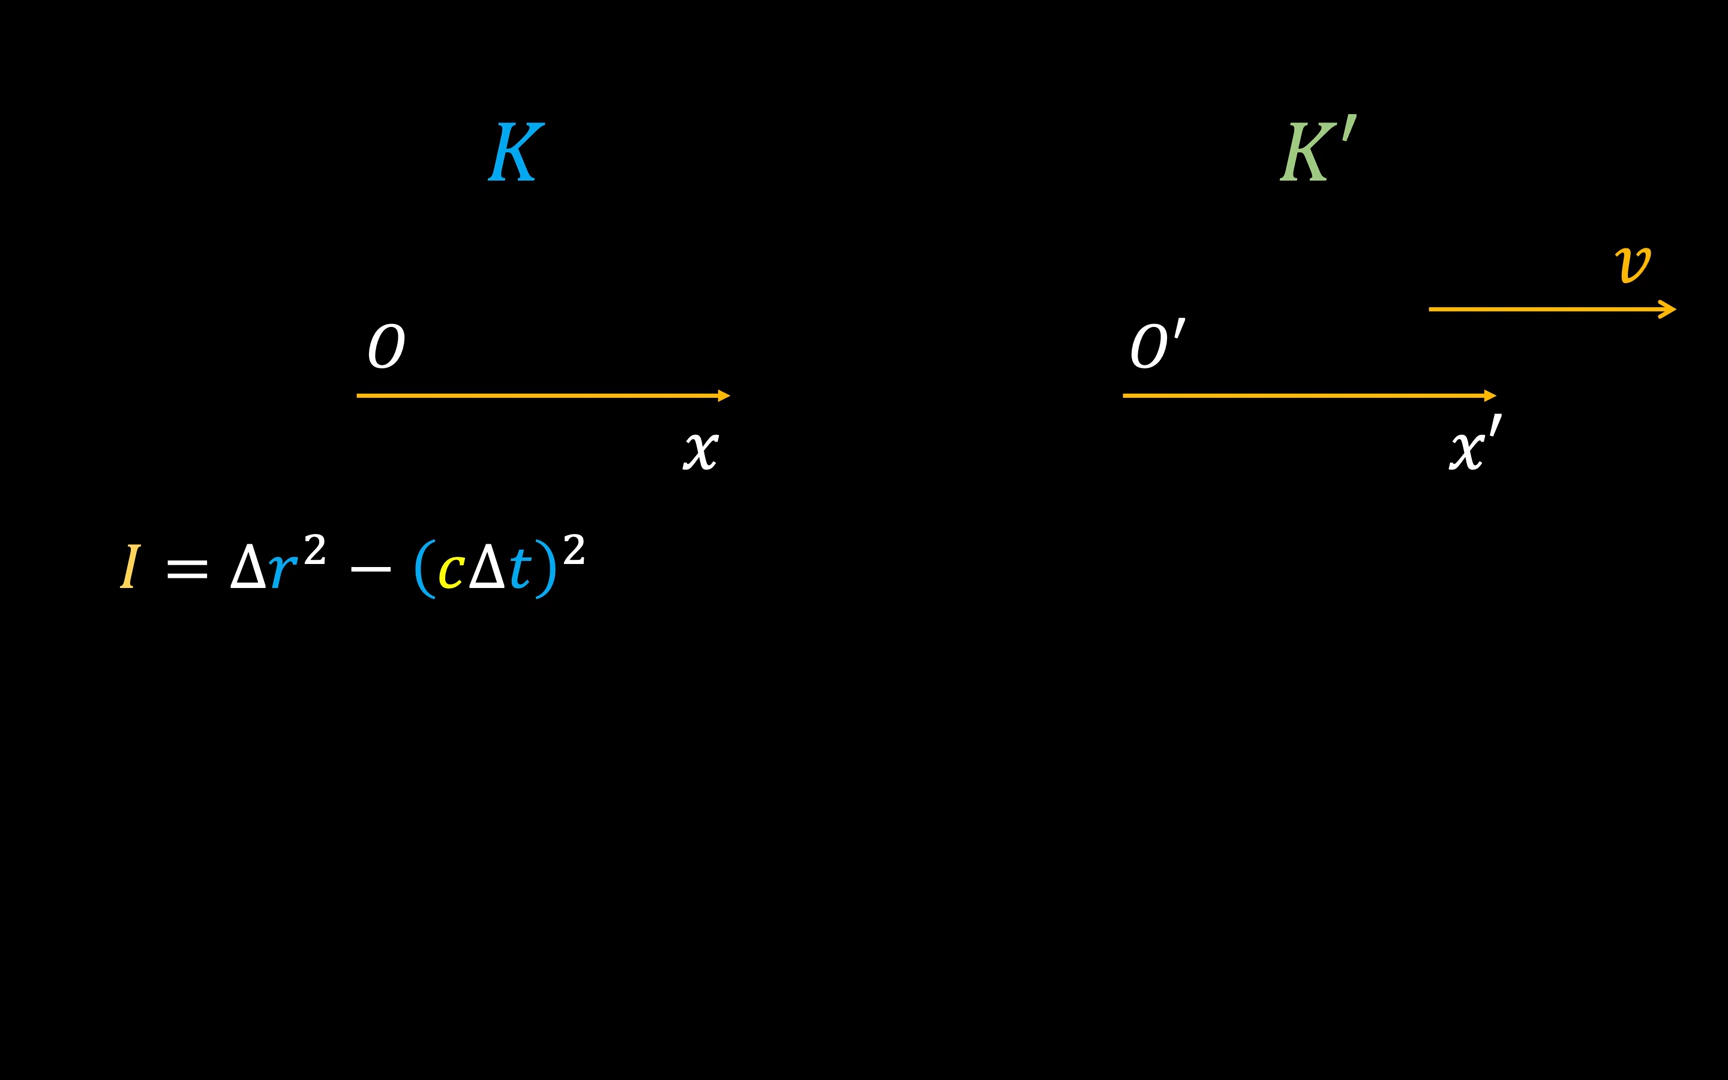 K K′
v
O O′
x x′
I = Δr² − (cΔt)²